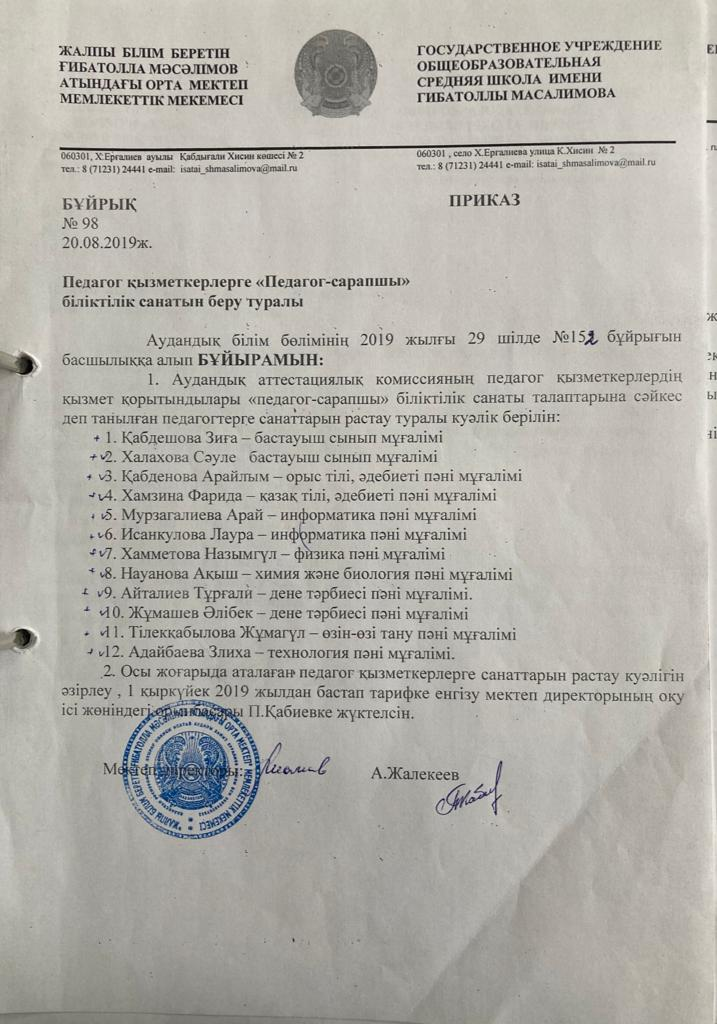 ЖАЛПЫ БІЛІМ БЕРЕТІН
ҒИБАТОЛЛА МӘСӘЛІМОВ
АТЫНДАҒЫ ОРТА МЕКТЕП
МЕМЛЕКЕТТІК МЕКЕМЕСІ
ГОСУДАРСТВЕННОЕ УЧРЕЖДЕНИЕ
ОБЩЕОБРАЗОВАТЕЛЬНАЯ
СРЕДНЯЯ ШКОЛА ИМЕНИ
ГИБАТОЛЛЫ МАСАЛИМОВА
060301, Х.Ергалиев ауылы Қабдығали Хисин көшесі № 2
тел.: 8 (71231) 24441 e-mail: isatai_shmasalimova@mail.ru
060301 , село Х.Ергалиева улица К.Хисин № 2
тел.: 8 (71231) 24441 e-mail: isatai_shmasalimova@mail.ru
БҰЙРЫҚ
ПРИКАЗ
№ 98
20.08.2019ж.
Педагог қызметкерлерге «Педагог-сарапшы»
біліктілік санатын беру туралы
Аудандық білім бөлімінің 2019 жылғы 29 шілде №152 бұйрығын
басшылыққа алып БҰЙЫРАМЫН:
1. Аудандық аттестациялық комиссияның педагог қызметкерлердің
қызмет қорытындылары «педагог-сарапшы» біліктілік санаты талаптарына сәйкес
деп танылған педагогтерге санаттарын растау туралы куәлік берілін:
1. Қабдешова Зиға – бастауыш сынып мұғалімі
2. Халахова Сәуле бастауыш сынып мұғалімі
3. Қабденова Арайлым – орыс тілі, әдебиеті пәні мұғалімі
4. Хамзина Фарида – қазақ тілі, әдебиеті пәні мұғалімі
5. Мурзагалиева Арай – информатика пәні мұғалімі
6. Исанкулова Лаура – информатика пәні мұғалімі
7. Хамметова Назымгүл – физика пәні мұғалімі
8. Науанова Ақыш – химия және биология пәні мұғалімі
9. Айталиев Тұрғали – дене тәрбиесі пәні мұғалімі.
10. Жұмашев Әлібек – дене тәрбиесі пәні мұғалімі
11. Тілекқабылова Жұмагүл – өзін-өзі тану пәні мұғалімі
12. Адайбаева Злиха – технология пәні мұғалімі.
2. Осы жоғарыда аталаған педагог қызметкерлерге санаттарын растау куәлігін
әзірлеу , 1 қыркүйек 2019 жылдан бастап тарифке енгізу мектеп директорының оқу
ісі жөніндегі орынбасары П.Қабиевке жүктелсін.
Мектеп директоры:
А.Жалекеев